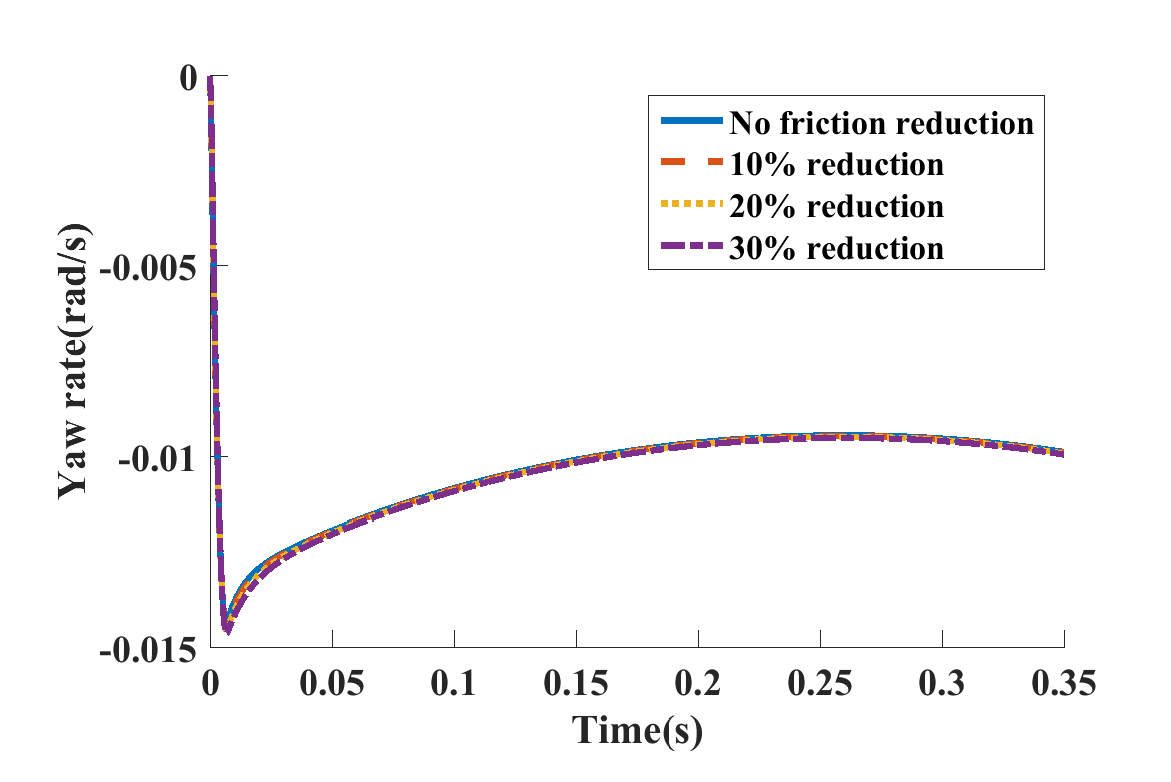 0
No friction reduction
10% reduction
20% reduction
30% reduction
-0.005
Yaw rate(rad/s)
-0.01
-0.015
0 0.05 0.1 0.15 0.2 0.25 0.3 0.35
Time(s)